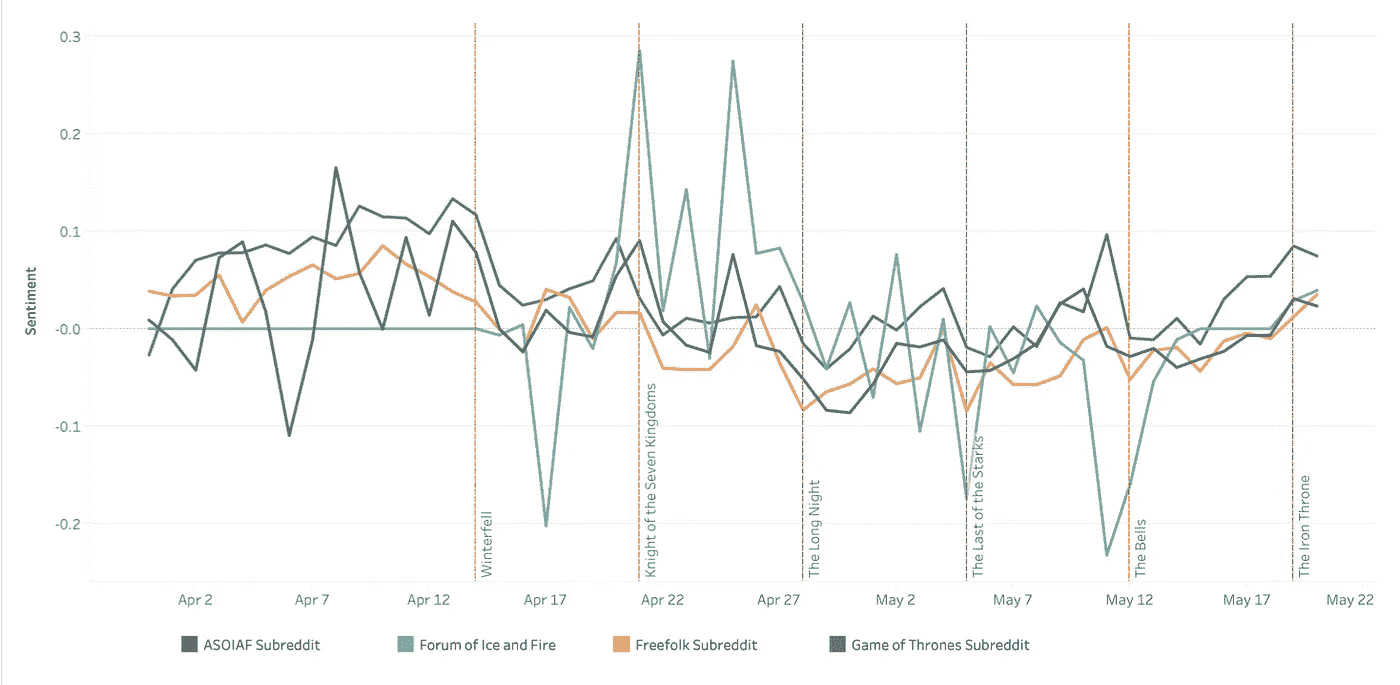 0.3
0.2
0.1
-0.0
-0.1
-0.2
Sentiment
Winterfell
Knight of the Seven Kingdoms
The Long Night
The Last of the Starks
The Bells
The Iron Throne
Apr 2 Apr 7 Apr 12 Apr 17 Apr 22 Apr 27 May 2 May 7 May 12 May 17 May 22
ASOIAF Subreddit Forum of Ice and Fire Freefolk Subreddit Game of Thrones Subreddit